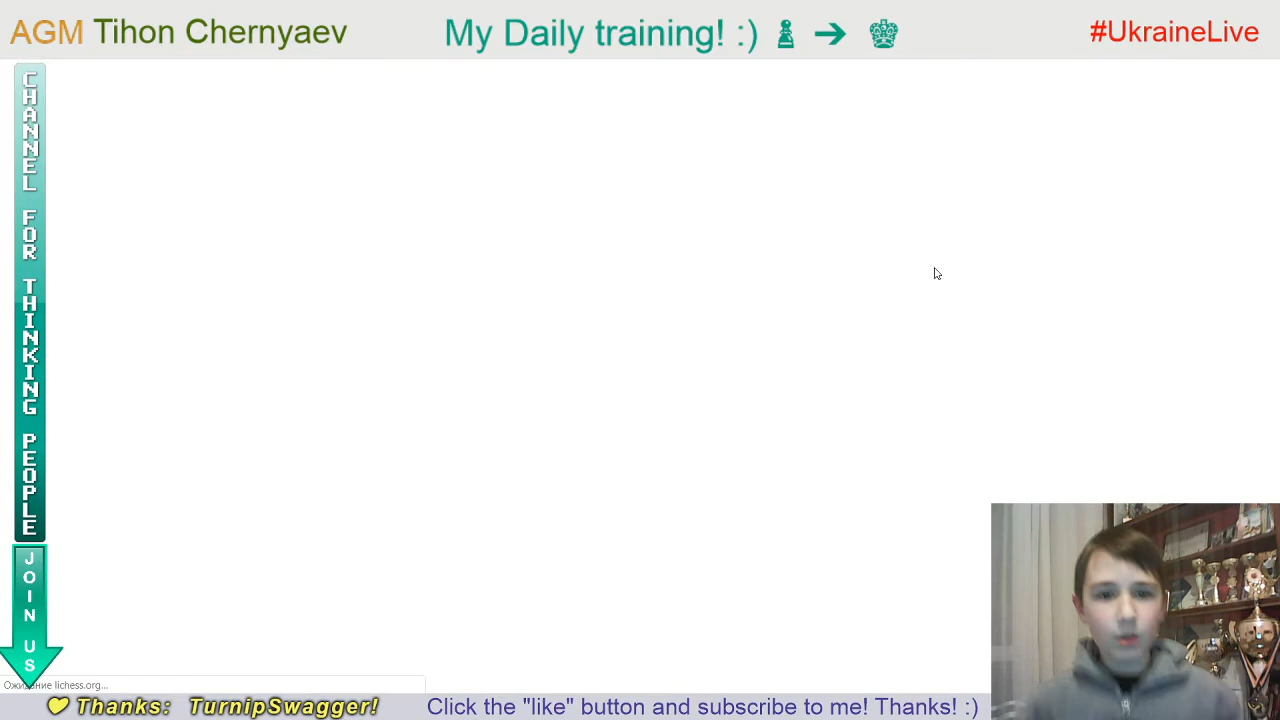 AGM Tihon Chernyaev
My Daily training! :)
#UkraineLive
CHANNEL FOR THINKING PEOPLE
JOIN US
Ожидание lichess.org...
Thanks: TurnipSwagger!
Click the "like" button and subscribe to me! Thanks! :)